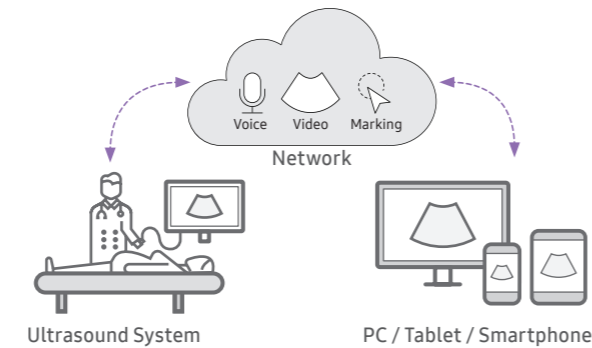 Voice Video Marking
Network
Ultrasound System
PC / Tablet / Smartphone